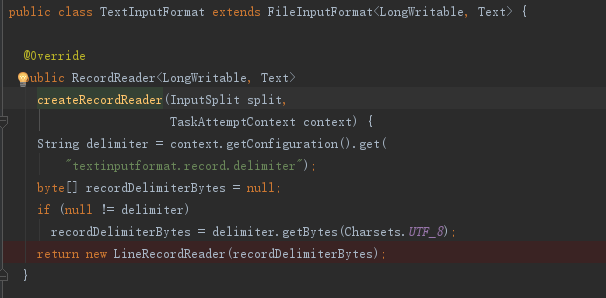 public class TextInputFormat extends FileInputFormat<LongWritable, Text> {
@Override
public RecordReader<LongWritable, Text>
createRecordReader(InputSplit split,
TaskAttemptContext context) {
String delimiter = context.getConfiguration().get(
"textinputformat.record.delimiter");
byte[] recordDelimiterBytes = null;
if (null != delimiter)
recordDelimiterBytes = delimiter.getBytes(Charsets.UTF_8);
return new LineRecordReader(recordDelimiterBytes);
}